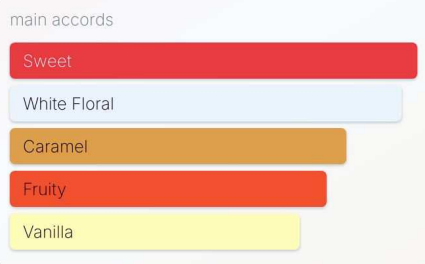 main accords
Sweet
White Floral
Caramel
Fruity
Vanilla